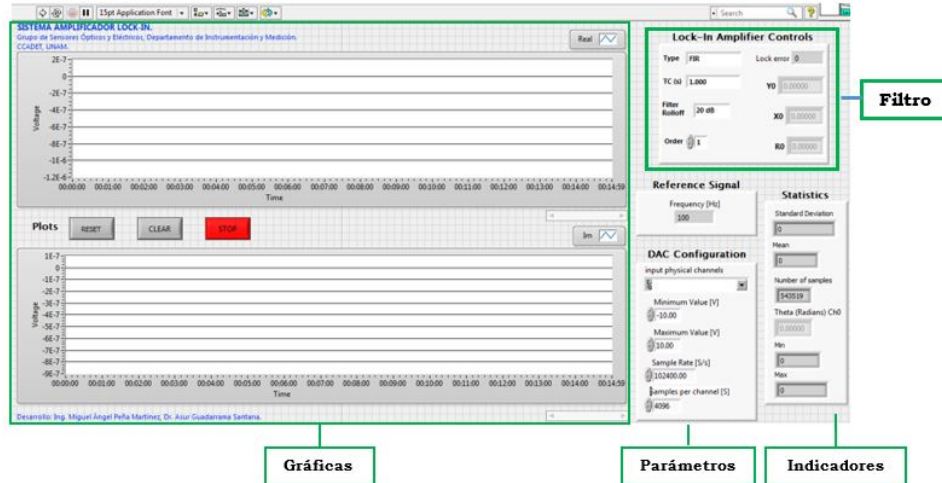 15pt Application Font
Search
SISTEMA AMPLIFICADOR LOCK-IN.
Grupo de Sensores Ópticos y Eléctricos, Departamento de Instrumentación y Medición.
CCADET, UNAM.
Real
Voltage
2E-7
0
-2E-7
-4E-7
-6E-7
-8E-7
-1E-6
-1.2E-6
00:00:00 00:01:00 00:02:00 00:03:00 00:04:00 00:05:00 00:06:00 00:07:00 00:08:00 00:09:00 00:10:00 00:11:00 00:12:00 00:13:00 00:14:00 00:14:59
Time
Plots RESET CLEAR STOP
Im
Voltage
1E-7
0
-1E-7
-2E-7
-3E-7
-4E-7
-5E-7
-6E-7
-7E-7
-8E-7
-9E-7
00:00:00 00:01:00 00:02:00 00:03:00 00:04:00 00:05:00 00:06:00 00:07:00 00:08:00 00:09:00 00:10:00 00:11:00 00:12:00 00:13:00 00:14:00 00:14:59
Time
Desarrollo: Ing. Miguel Ángel Peña Martínez, Dr. Asur Guadarrama Santana.
Lock-In Amplifier Controls
Type FIR Lock error 0
TC (s) 1.000 Y0 0.00000
Filter Rolloff 20 dB X0 0.00000
Order 1 R0 0.00000
Filtro
Reference Signal
Frequency [Hz]
100
DAC Configuration
input physical channels
Minimum Value [V]
-10.00
Maximum Value [V]
10.00
Sample Rate [S/s]
102400.00
Samples per channel [S]
4096
Statistics
Standard Deviation
0
Mean
0
Number of samples
543519
Theta (Radians) Ch0
0.00000
Min
0
Max
0
Gráficas
Parámetros
Indicadores